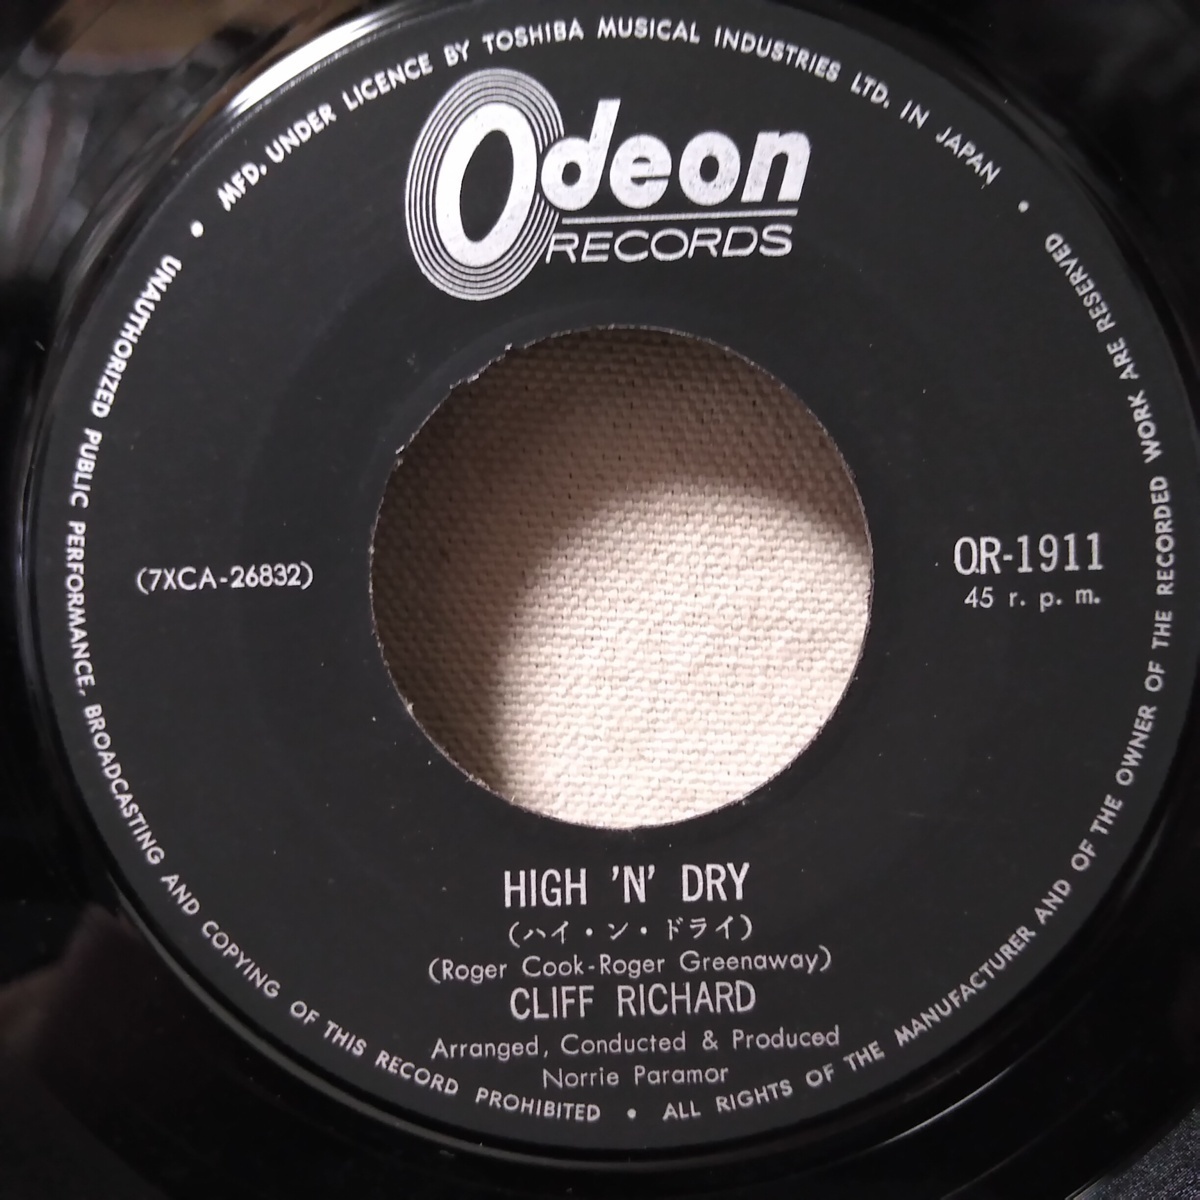 MFD. UNDER LICENCE BY TOSHIBA MUSICAL INDUSTRIES LTD. IN JAPAN •
Odeon
RECORDS
(7XCA-26832)
OR-1911
45 r. p. m.
HIGH 'N' DRY
(ハイ・ン・ドライ)
(Roger Cook-Roger Greenaway)
CLIFF RICHARD
Arranged, Conducted & Produced
Norrie Paramor
• UNAUTHORIZED PUBLIC PERFORMANCE, BROADCASTING AND COPYING OF THIS RECORD PROHIBITED • ALL RIGHTS OF THE MANUFACTURER AND OF THE OWNER OF THE RECORDED WORK ARE RESERVED